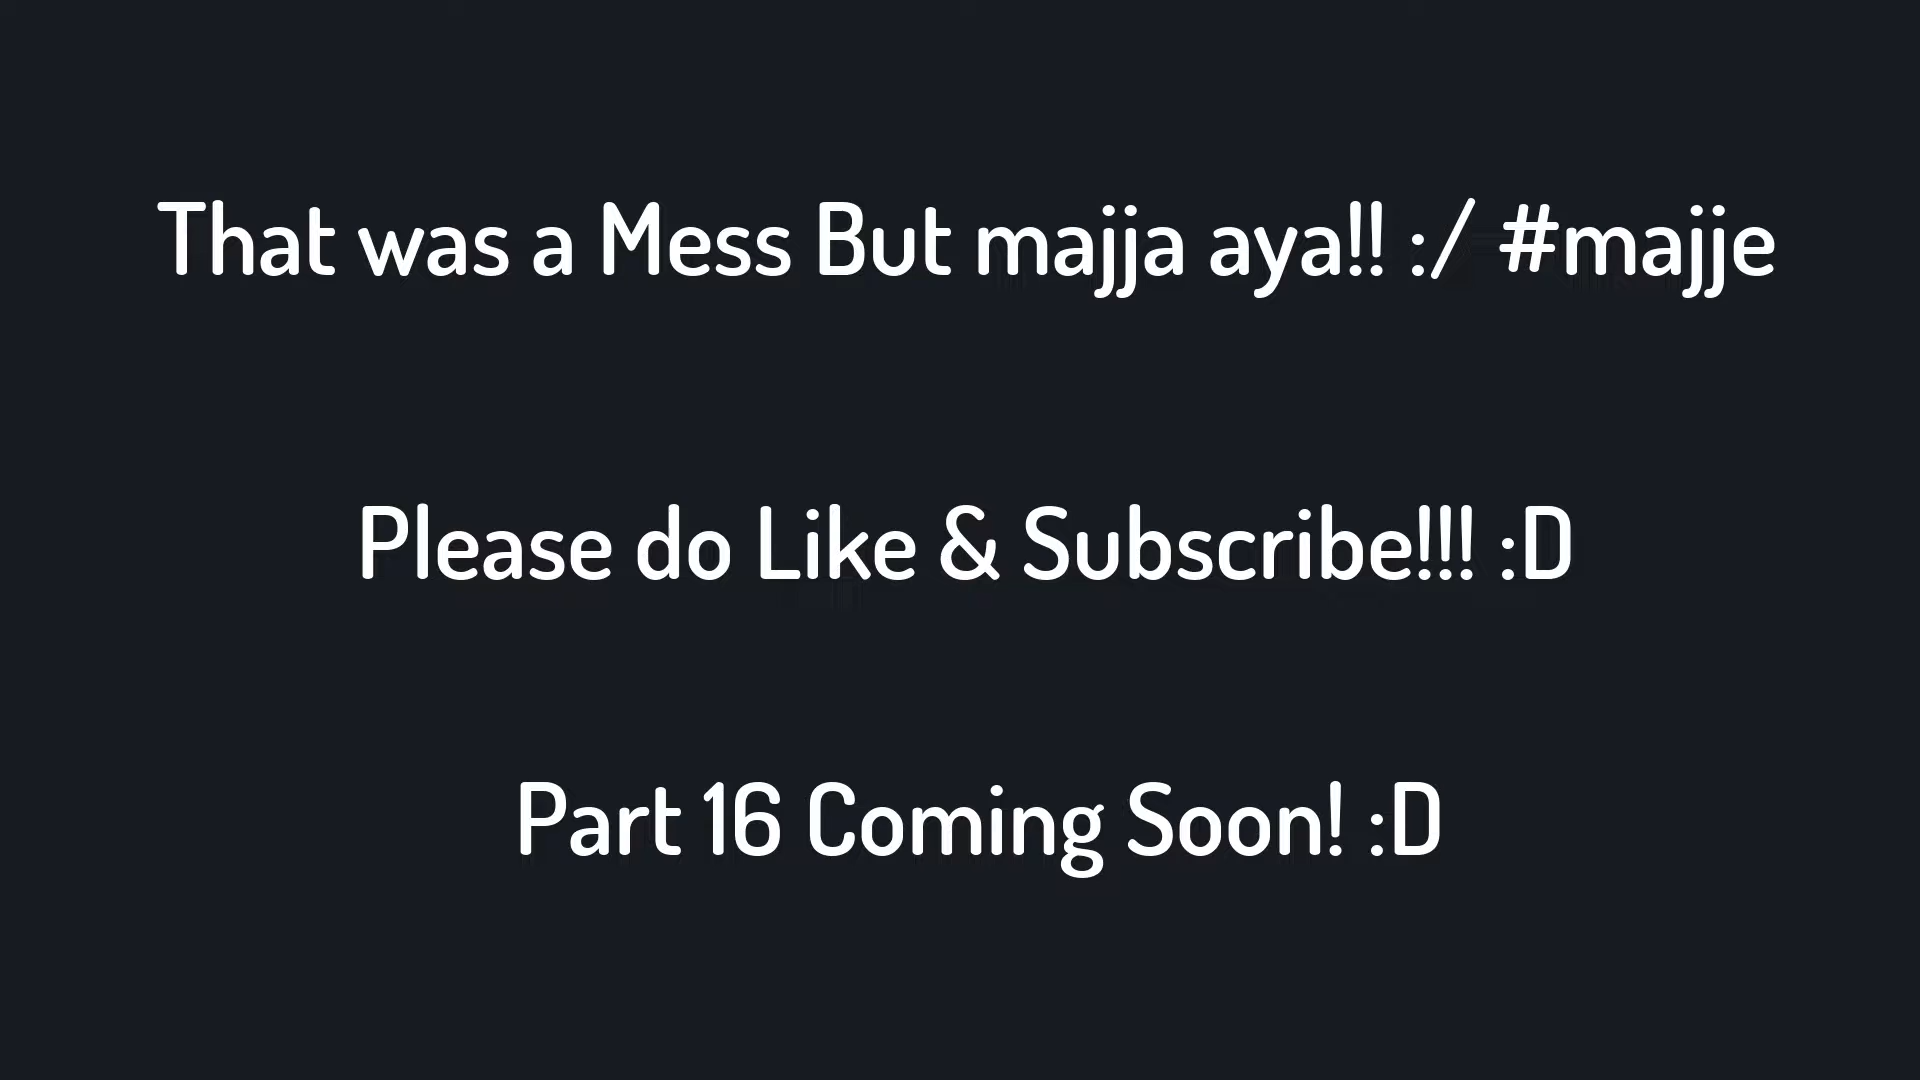 That was a Mess But majja aya!! :/ #majje
Please do Like & Subscribe!!! :D
Part 16 Coming Soon! :D